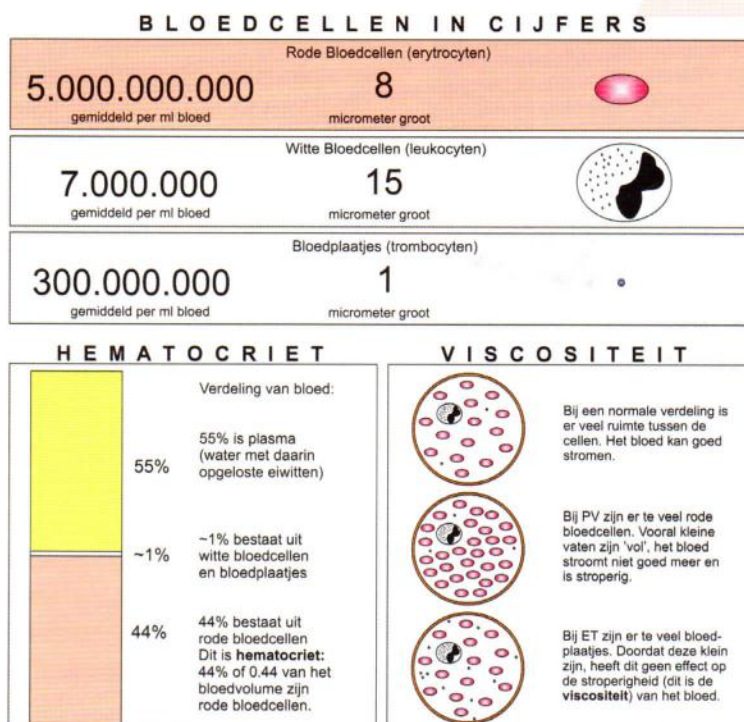 BLOEDCELLEN IN CIJFERS
Rode Bloedcellen (erytrocyten)
5.000.000.000
gemiddeld per ml bloed
8
micrometer groot
Witte Bloedcellen (leukocyten)
7.000.000
gemiddeld per ml bloed
15
micrometer groot
Bloedplaatjes (trombocyten)
300.000.000
gemiddeld per ml bloed
1
micrometer groot
HEMATOCRIET
Verdeling van bloed:
55%
55% is plasma
(water met daarin
opgeloste eiwitten)
~1%
~1% bestaat uit
witte bloedcellen
en bloedplaatjes
44%
44% bestaat uit
rode bloedcellen
Dit is hematocriet:
44% of 0.44 van het
bloedvolume zijn
rode bloedcellen.
VISCOSITEIT
Bij een normale verdeling is
er veel ruimte tussen de
cellen. Het bloed kan goed
stromen.
Bij PV zijn er te veel rode
bloedcellen. Vooral kleine
vaten zijn 'vol', het bloed
stroomt niet goed meer en
is stroperig.
Bij ET zijn er te veel bloed-
plaatjes. Doordat deze klein
zijn, heeft dit geen effect op
de stroperigheid (dit is de
viscositeit) van het bloed.